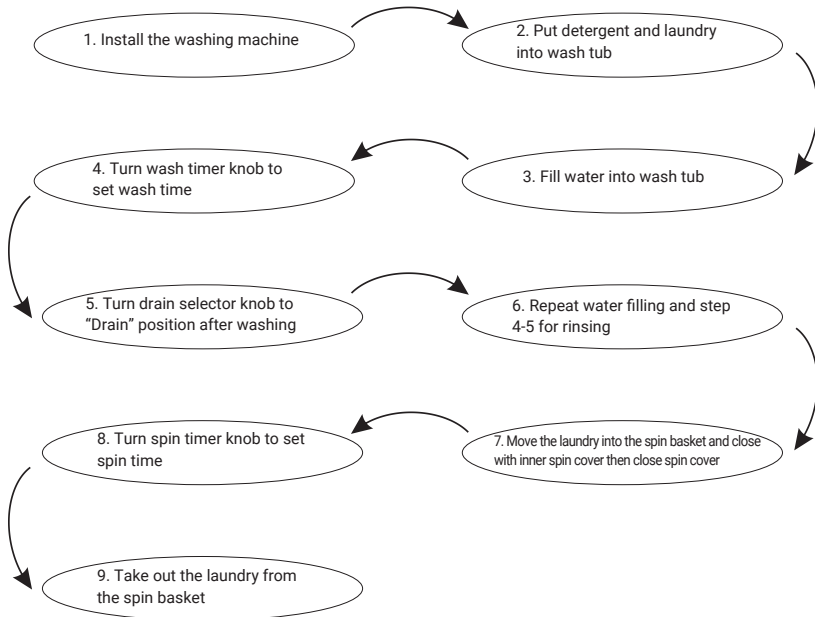 1. Install the washing machine
2. Put detergent and laundry
into wash tub
3. Fill water into wash tub
4. Turn wash timer knob to
set wash time
5. Turn drain selector knob to
“Drain” position after washing
6. Repeat water filling and step
4-5 for rinsing
7. Move the laundry into the spin basket and close
with inner spin cover then close spin cover
8. Turn spin timer knob to set
spin time
9. Take out the laundry from
the spin basket